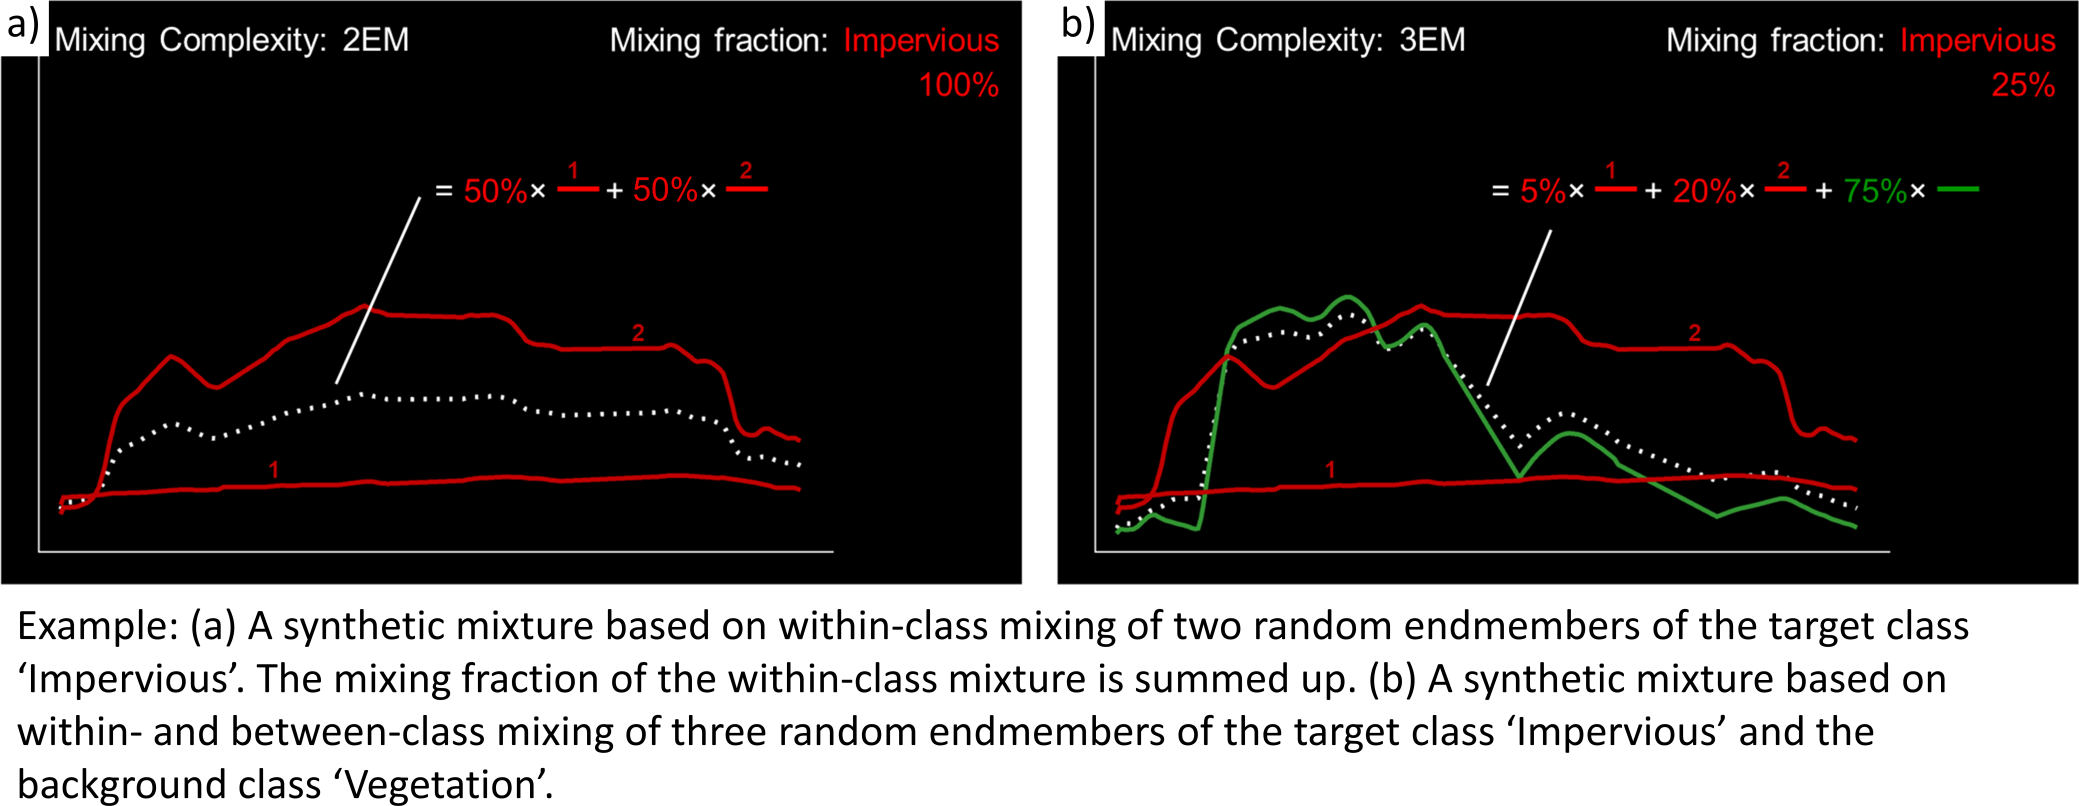 a)
Mixing Complexity: 2EM
Mixing fraction: Impervious
100%
= 50%× 1 + 50%× 2
2
1
b)
Mixing Complexity: 3EM
Mixing fraction: Impervious
25%
= 5%× 1 + 20%× 2 + 75%×
2
1
Example: (a) A synthetic mixture based on within-class mixing of two random endmembers of the target class
‘Impervious’. The mixing fraction of the within-class mixture is summed up. (b) A synthetic mixture based on
within- and between-class mixing of three random endmembers of the target class ‘Impervious’ and the
background class ‘Vegetation’.